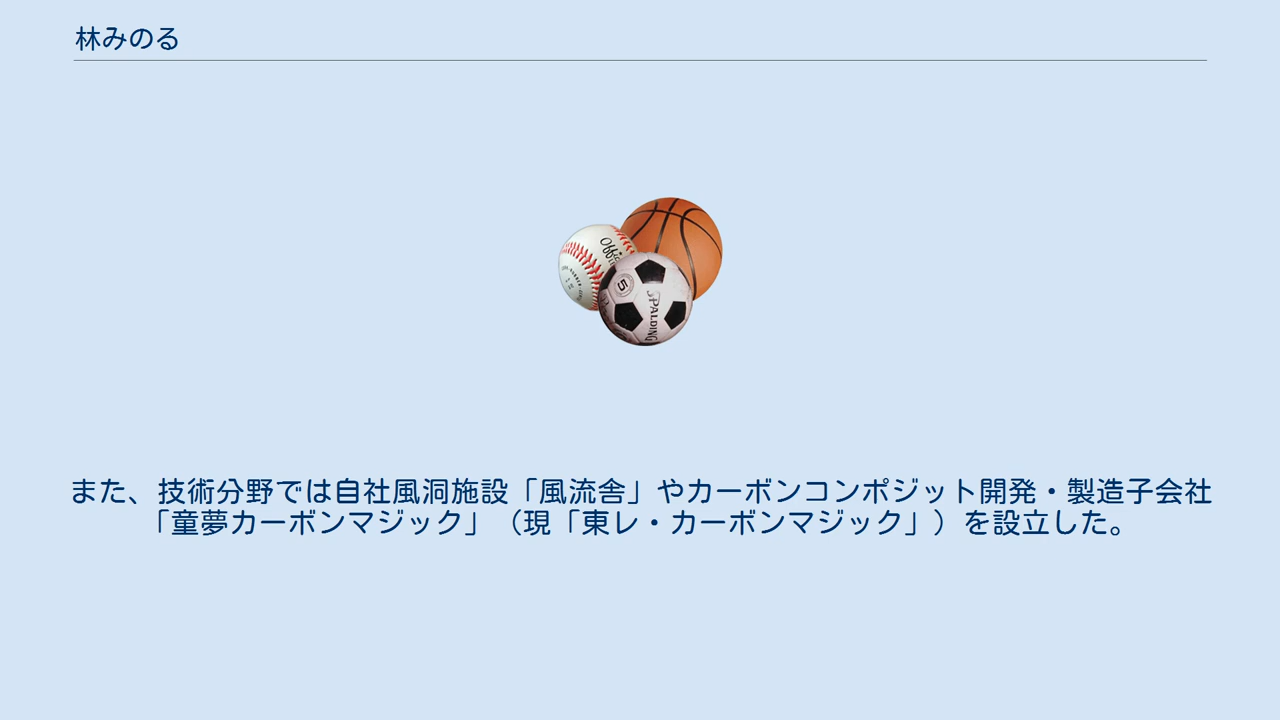 林みのる
Offic
5
SPALDING
また、技術分野では自社風洞施設「風流舎」やカーボンコンポジット開発・製造子会社
「童夢カーボンマジック」（現「東レ・カーボンマジック」）を設立した。